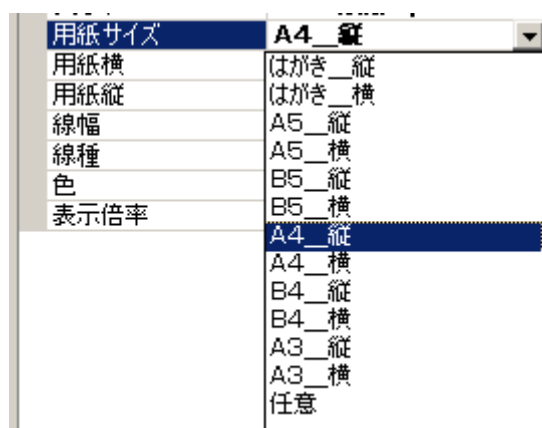 用紙サイズ A4__縦
用紙横
用紙縦
線幅
線種
色
表示倍率
はがき__縦
はがき__横
A5__縦
A5__横
B5__縦
B5__横
A4__縦
A4__横
B4__縦
B4__横
A3__縦
A3__横
任意